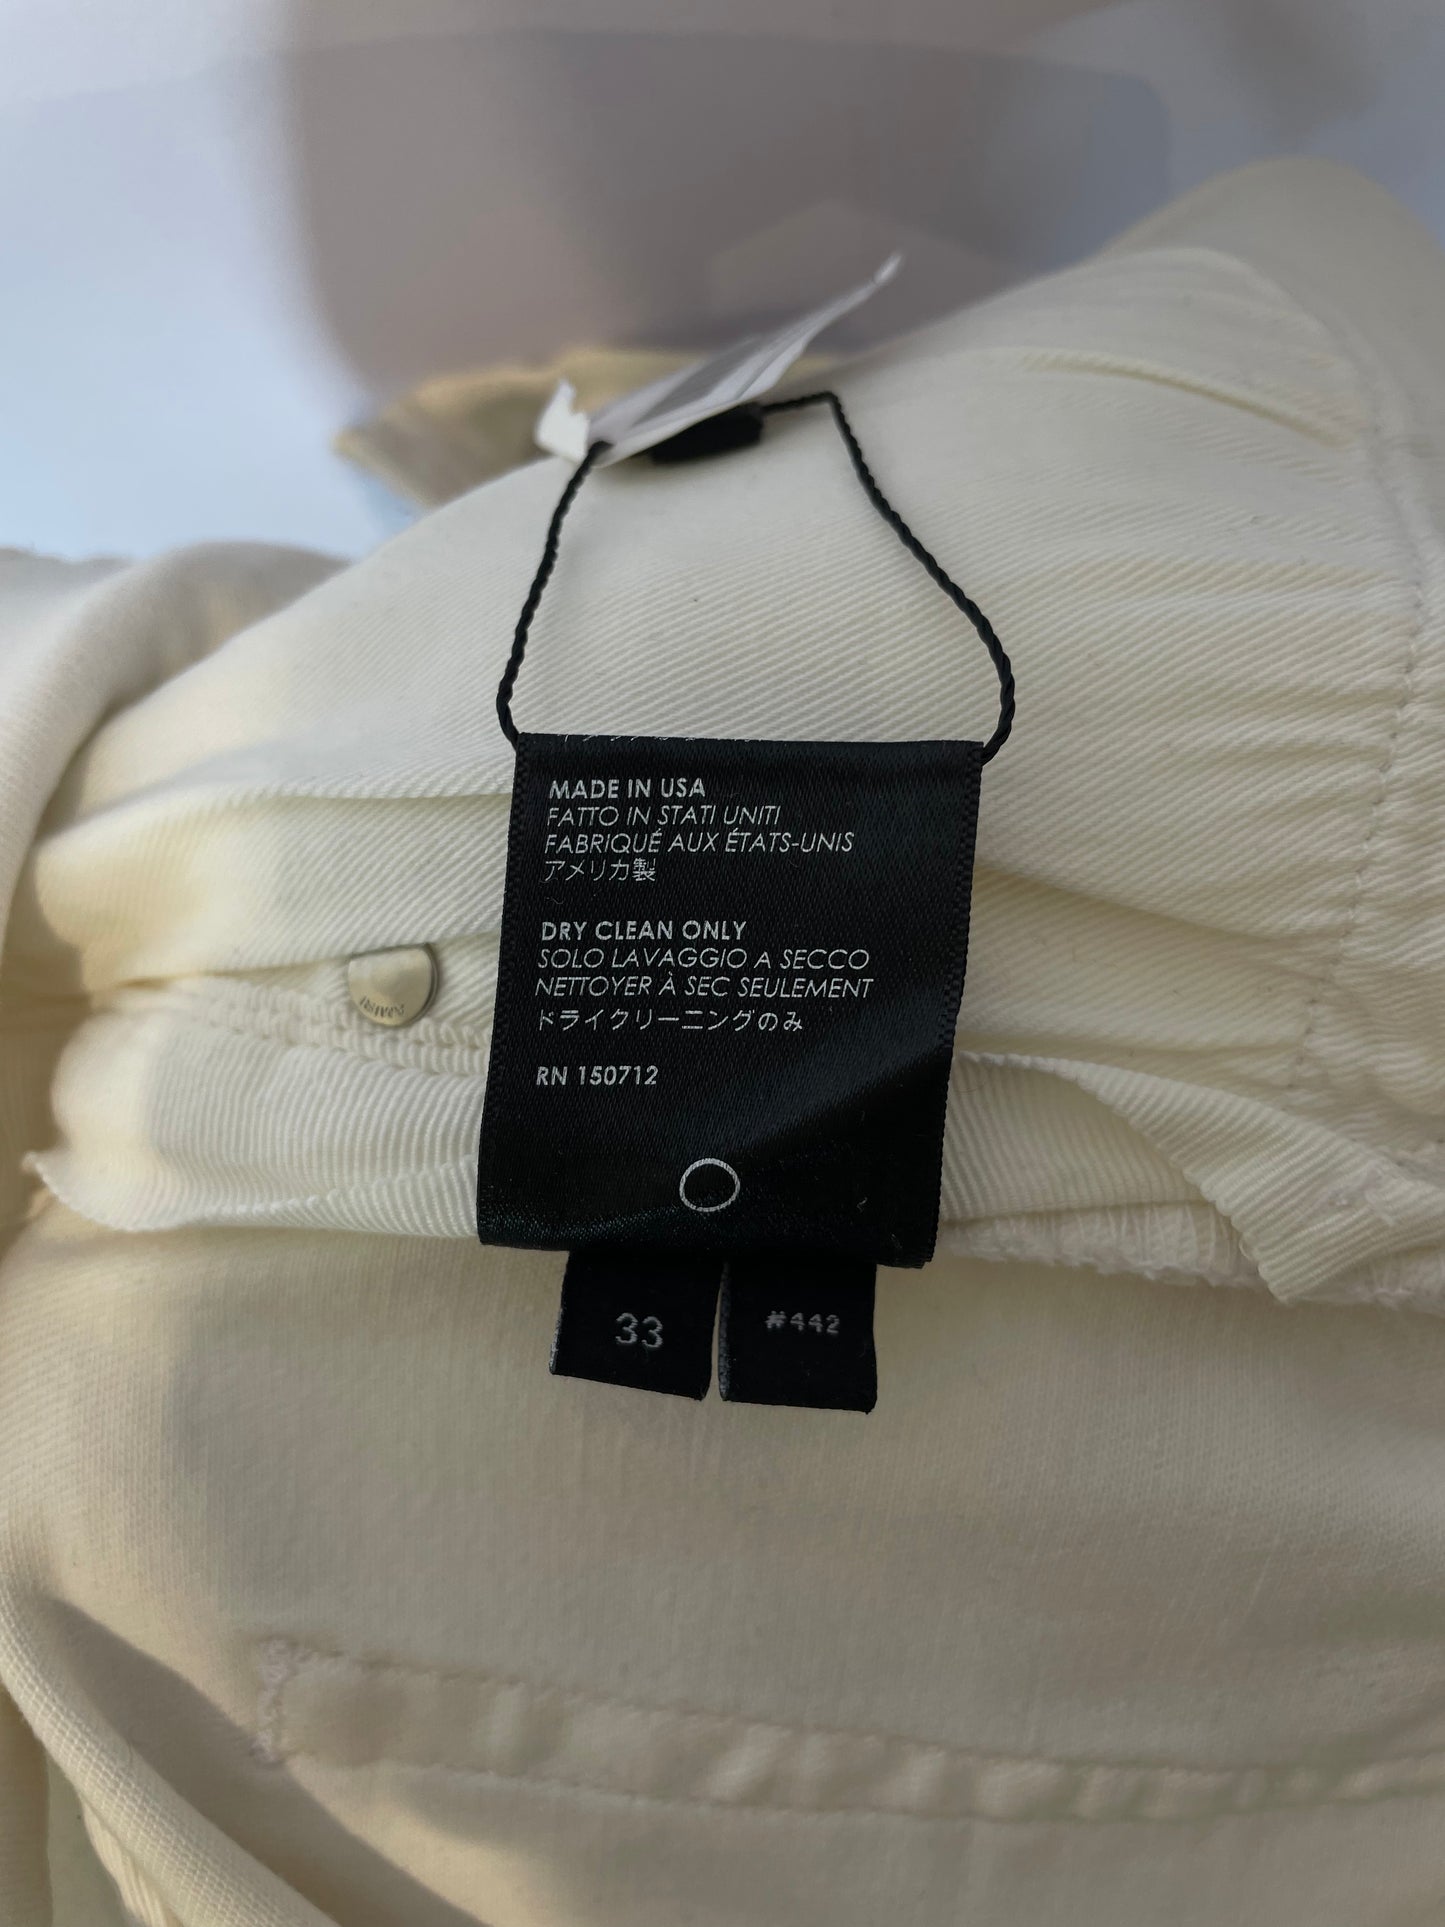 MADE IN USA
FATTO IN STATI UNITI
FABRIQUÉ AUX ÉTATS-UNIS
アメリカ製
DRY CLEAN ONLY
SOLO LAVAGGIO A SECCO
NETTOYER À SEC SEULEMENT
ドライクリーニングのみ
RN 150712
33
#442